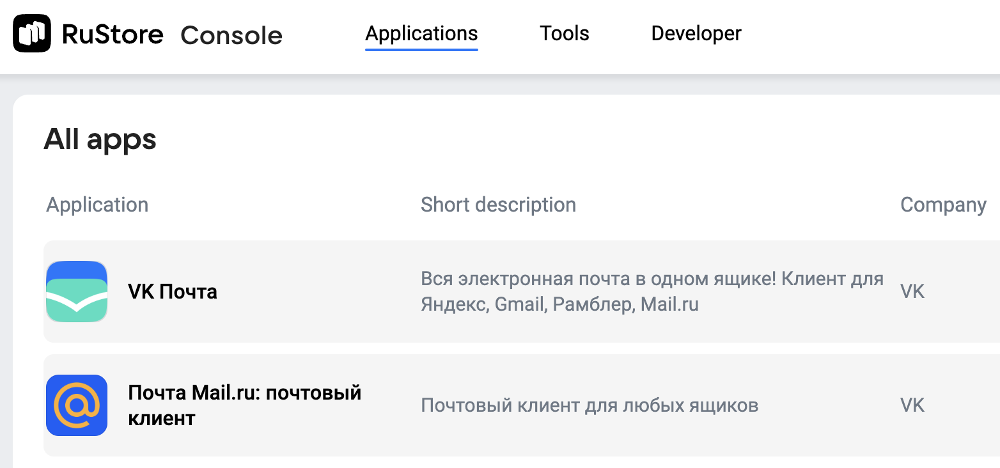 RuStore Console Applications Tools Developer
All apps
Application Short description Company
VK Почта
Вся электронная почта в одном ящике! Клиент для
Яндекс, Gmail, Рамблер, Mail.ru
VK
Почта Mail.ru: почтовый
клиент
Почтовый клиент для любых ящиков
VK